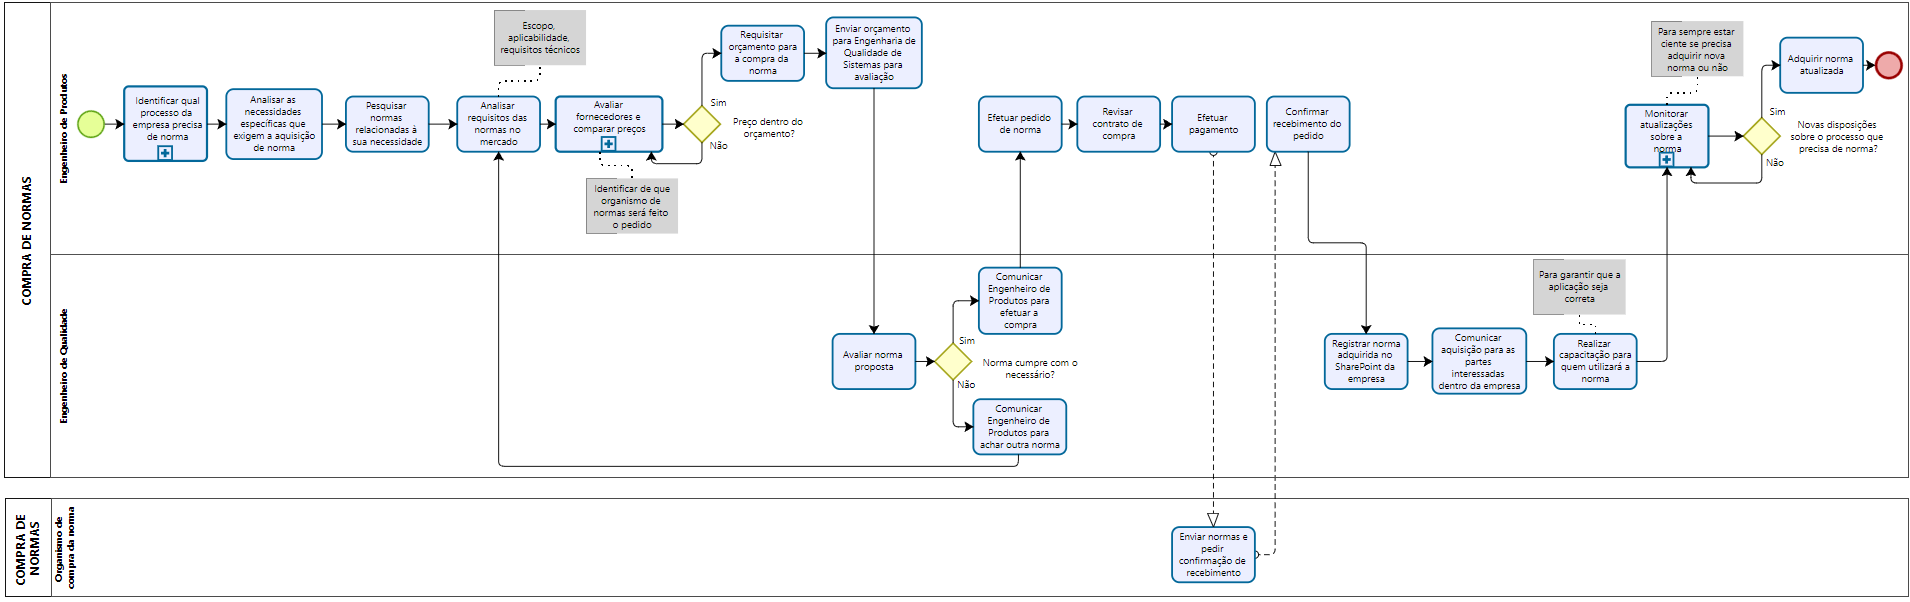 COMPRA DE NORMAS
Engenheiro de Produtos
Identificar qual
processo da
empresa precisa
de norma
Analisar as
necessidades
específicas que
exigem a aquisição
de norma
Pesquisar
normas
relacionadas à
sua necessidade
Escopo,
aplicabilidade,
requisitos técnicos
Analisar
requisitos das
normas no
mercado
Avaliar
fornecedores e
comparar preços
Identificar de que
organismo de
normas será feito
o pedido
Sim
Não
Preço dentro do
orçamento?
Requisitar
orçamento para
a compra da
norma
Enviar orçamento
para Engenharia de
Qualidade de
Sistemas para
avaliação
Efetuar pedido
de norma
Revisar
contrato de
compra
Efetuar
pagamento
Confirmar
recebimento do
pedido
Para sempre estar
ciente se precisa
adquirir nova
norma ou não
Monitorar
atualizações
sobre a
norma
Sim
Não
Novas disposições
sobre o processo que
precisa de norma?
Adquirir norma
atualizada
Engenheiro de Qualidade
Avaliar norma
proposta
Sim
Não
Norma cumpre com o
necessário?
Comunicar
Engenheiro de
Produtos para
efetuar a
compra
Comunicar
Engenheiro de
Produtos para
achar outra norma
Registrar norma
adquirida no
SharePoint da
empresa
Comunicar
aquisição para as
partes
interessadas
dentro da empresa
Para garantir que a
aplicação seja
correta
Realizar
capacitação para
quem utilizará a
norma
COMPRA DE
NORMAS
Organismo de
compra da norma
Enviar normas e
pedir
confirmação de
recebimento